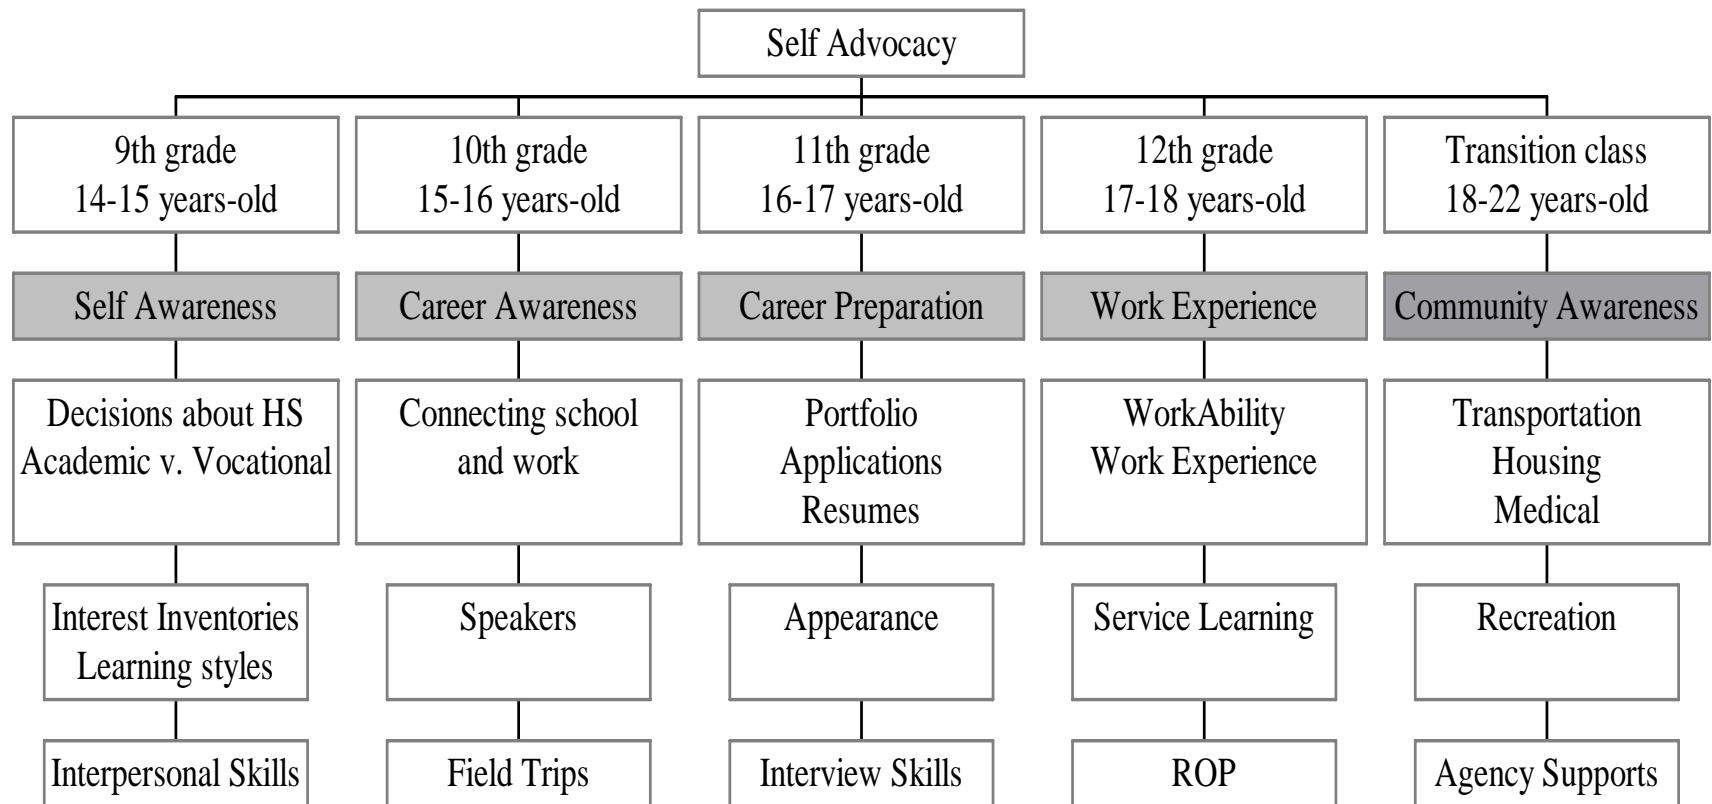 Self Advocacy
9th grade
14-15 years-old
10th grade
15-16 years-old
11th grade
16-17 years-old
12th grade
17-18 years-old
Transition class
18-22 years-old
Self Awareness
Career Awareness
Career Preparation
Work Experience
Community Awareness
Decisions about HS
Academic v. Vocational
Connecting school
and work
Portfolio
Applications
Resumes
WorkAbility
Work Experience
Transportation
Housing
Medical
Interest Inventories
Learning styles
Speakers
Appearance
Service Learning
Recreation
Interpersonal Skills
Field Trips
Interview Skills
ROP
Agency Supports